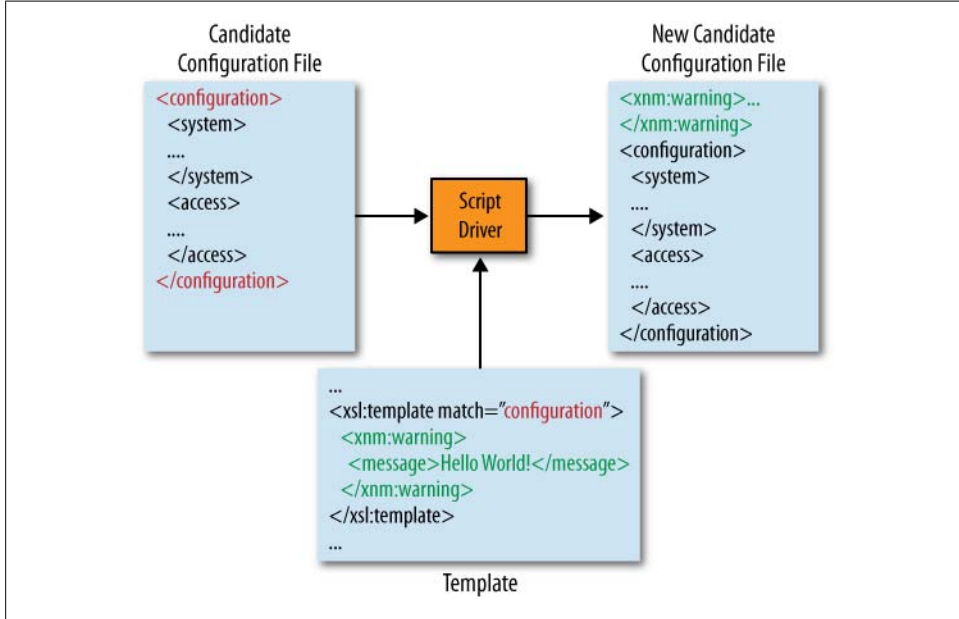 Candidate
Configuration File
<configuration>
<system>
....
</system>
<access>
....
</access>
</configuration>
Script
Driver
New Candidate
Configuration File
<xnm:warning>...
</xnm:warning>
<configuration>
<system>
....
</system>
<access>
....
</access>
</configuration>
...
<xsl:template match=”configuration”>
<xnm:warning>
<message>Hello World!</message>
</xnm:warning>
</xsl:template>
...
Template